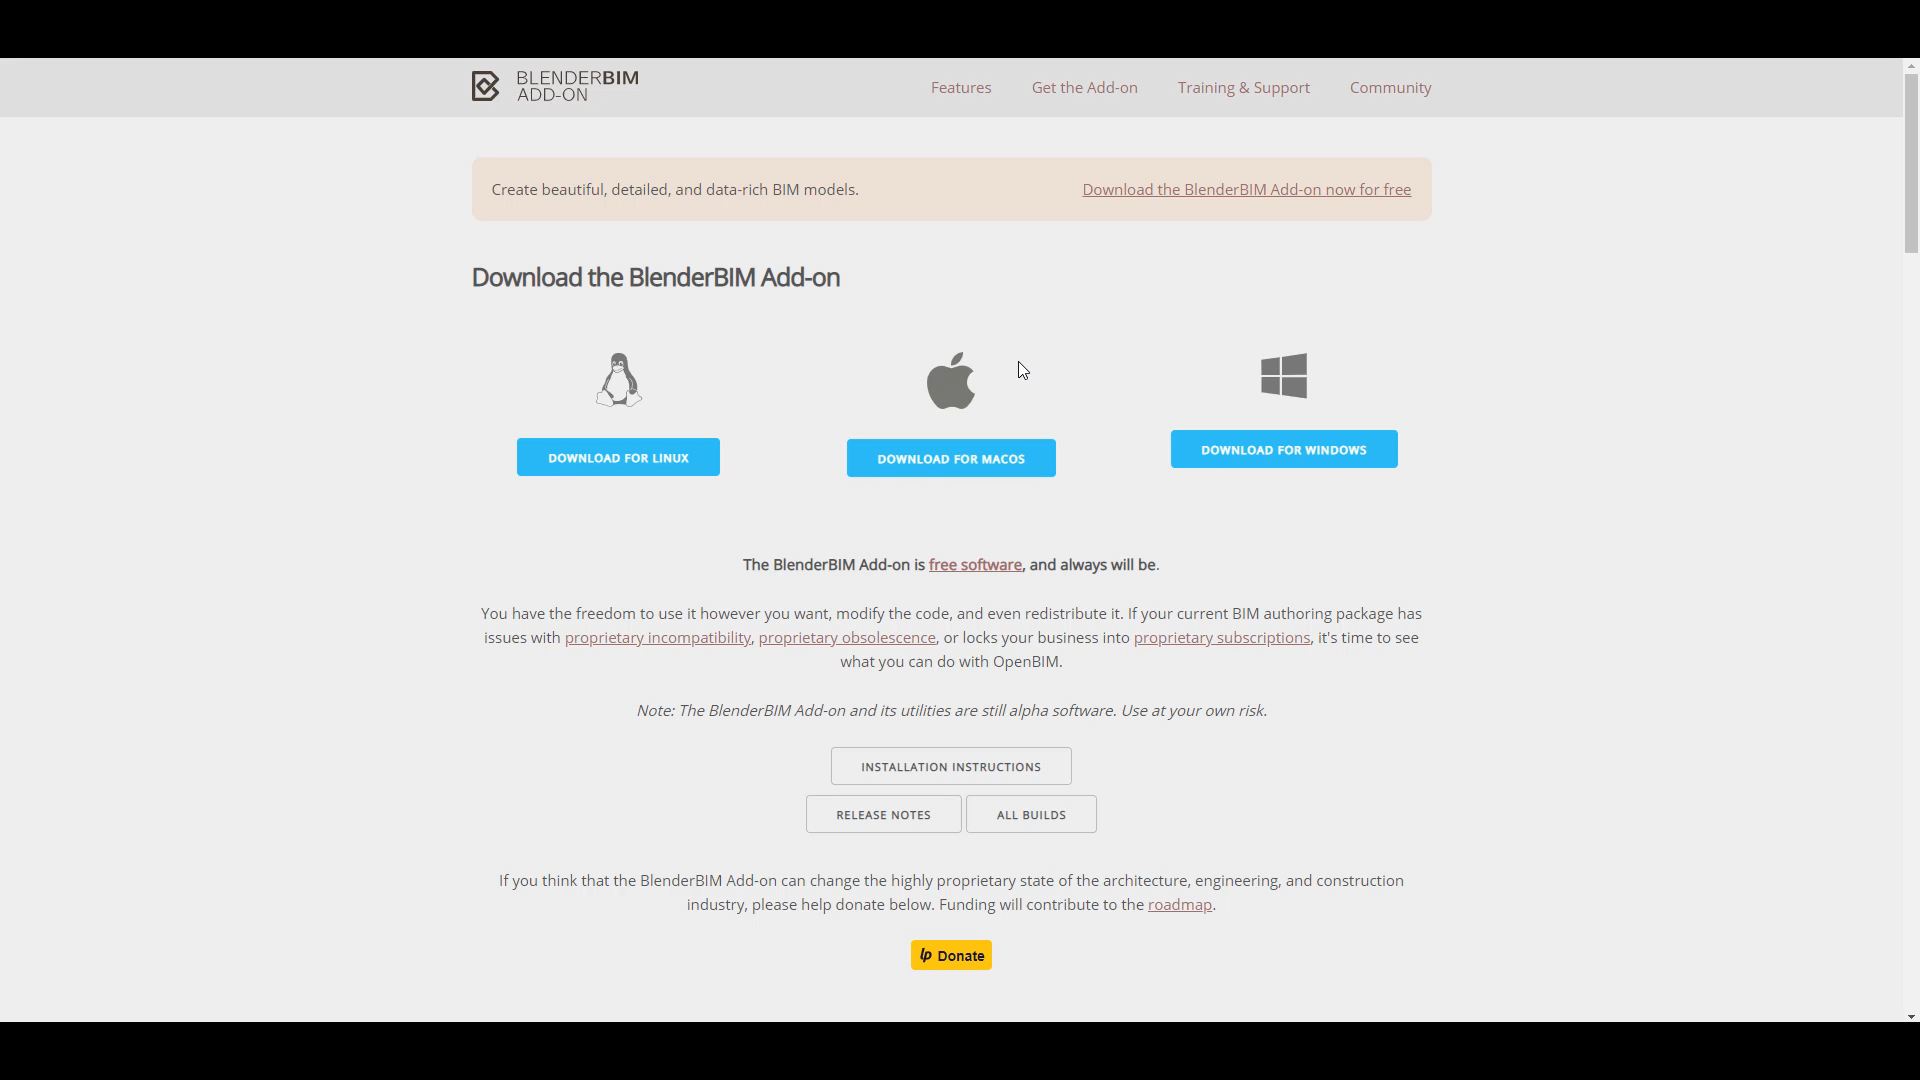 BLENDERBIM
ADD-ON
Features Get the Add-on Training & Support Community
Create beautiful, detailed, and data-rich BIM models. Download the BlenderBIM Add-on now for free
Download the BlenderBIM Add-on
DOWNLOAD FOR LINUX DOWNLOAD FOR MACOS DOWNLOAD FOR WINDOWS
The BlenderBIM Add-on is free software, and always will be.
You have the freedom to use it however you want, modify the code, and even redistribute it. If your current BIM authoring package has
issues with proprietary incompatibility, proprietary obsolescence, or locks your business into proprietary subscriptions, it's time to see
what you can do with OpenBIM.
Note: The BlenderBIM Add-on and its utilities are still alpha software. Use at your own risk.
INSTALLATION INSTRUCTIONS
RELEASE NOTES ALL BUILDS
If you think that the BlenderBIM Add-on can change the highly proprietary state of the architecture, engineering, and construction
industry, please help donate below. Funding will contribute to the roadmap.
lp Donate